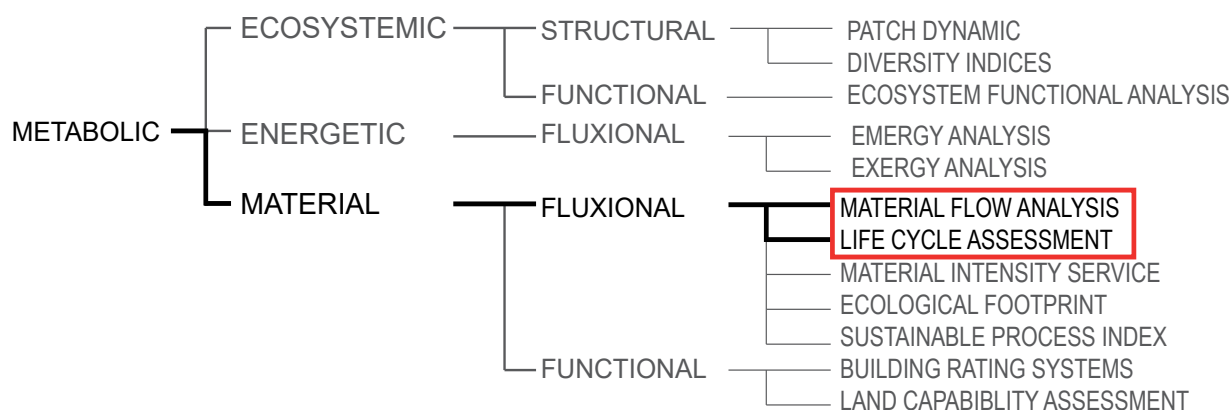 ECOSYSTEMIC STRUCTURAL PATCH DYNAMIC
DIVERSITY INDICES
FUNCTIONAL ECOSYSTEM FUNCTIONAL ANALYSIS
METABOLIC ENERGETIC FLUXIONAL EMERGY ANALYSIS
EXERGY ANALYSIS
MATERIAL FLUXIONAL MATERIAL FLOW ANALYSIS
LIFE CYCLE ASSESSMENT
MATERIAL INTENSITY SERVICE
ECOLOGICAL FOOTPRINT
SUSTAINABLE PROCESS INDEX
FUNCTIONAL BUILDING RATING SYSTEMS
LAND CAPABIBLITY ASSESSMENT